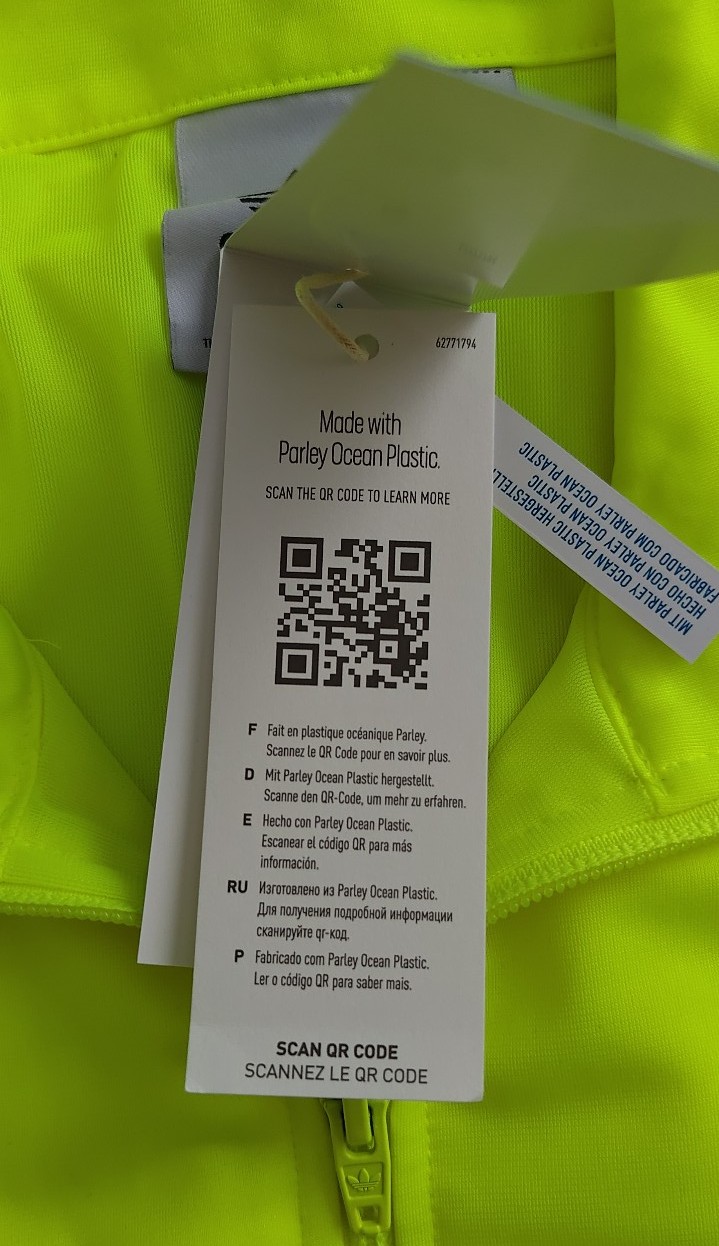 62771794
Made with
Parley Ocean Plastic.
SCAN THE QR CODE TO LEARN MORE
F Fait en plastique océanique Parley.
Scannez le QR Code pour en savoir plus.
D Mit Parley Ocean Plastic hergestellt.
Scanne den QR-Code, um mehr zu erfahren.
E Hecho con Parley Ocean Plastic.
Escanear el código QR para más
información.
RU Изготовлено из Parley Ocean Plastic.
Для получения подробной информации
сканируйте qr-код.
P Fabricado com Parley Ocean Plastic.
Ler o código QR para saber mais.
SCAN QR CODE
SCANNEZ LE QR CODE
MIT PARLEY OCEAN PLASTIC
HECHO CON PARLEY OCEAN PLASTIC
FABRICADO COM PARLEY OCEAN PLASTIC